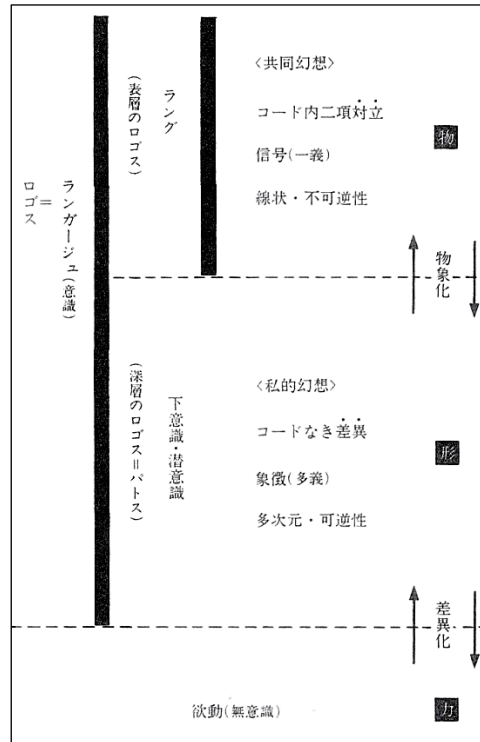 ロゴス
＝
ランガージュ(意識)
ラング
(表層のロゴス)
〈共同幻想〉
コード内二項対立
信号(一義)
線状・不可逆性
物
物象化
下意識・潜意識
(深層のロゴス＝パトス)
〈私的幻想〉
コードなき差異
象徴(多義)
多次元・可逆性
形
差異化
欲動(無意識)
力